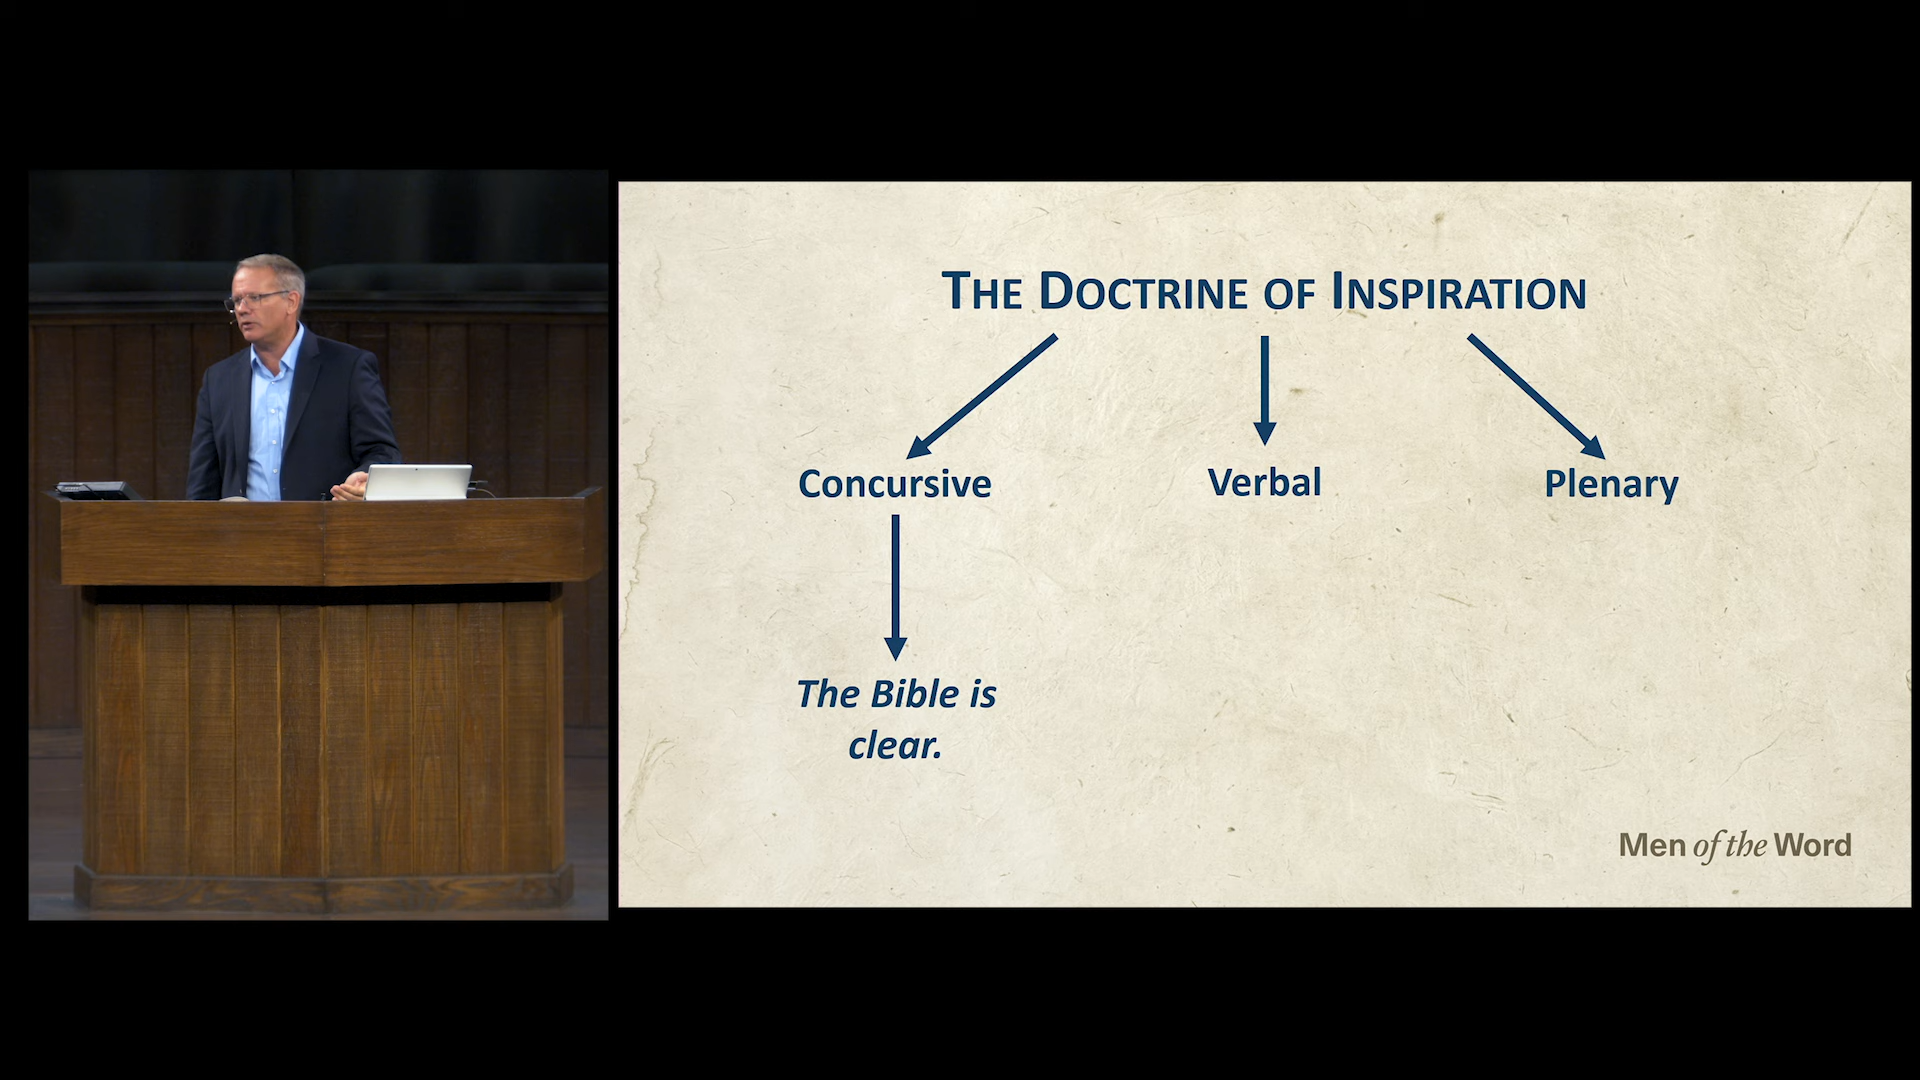 The Doctrine of Inspiration
Concursive
Verbal
Plenary
The Bible is
clear.
Men of the Word